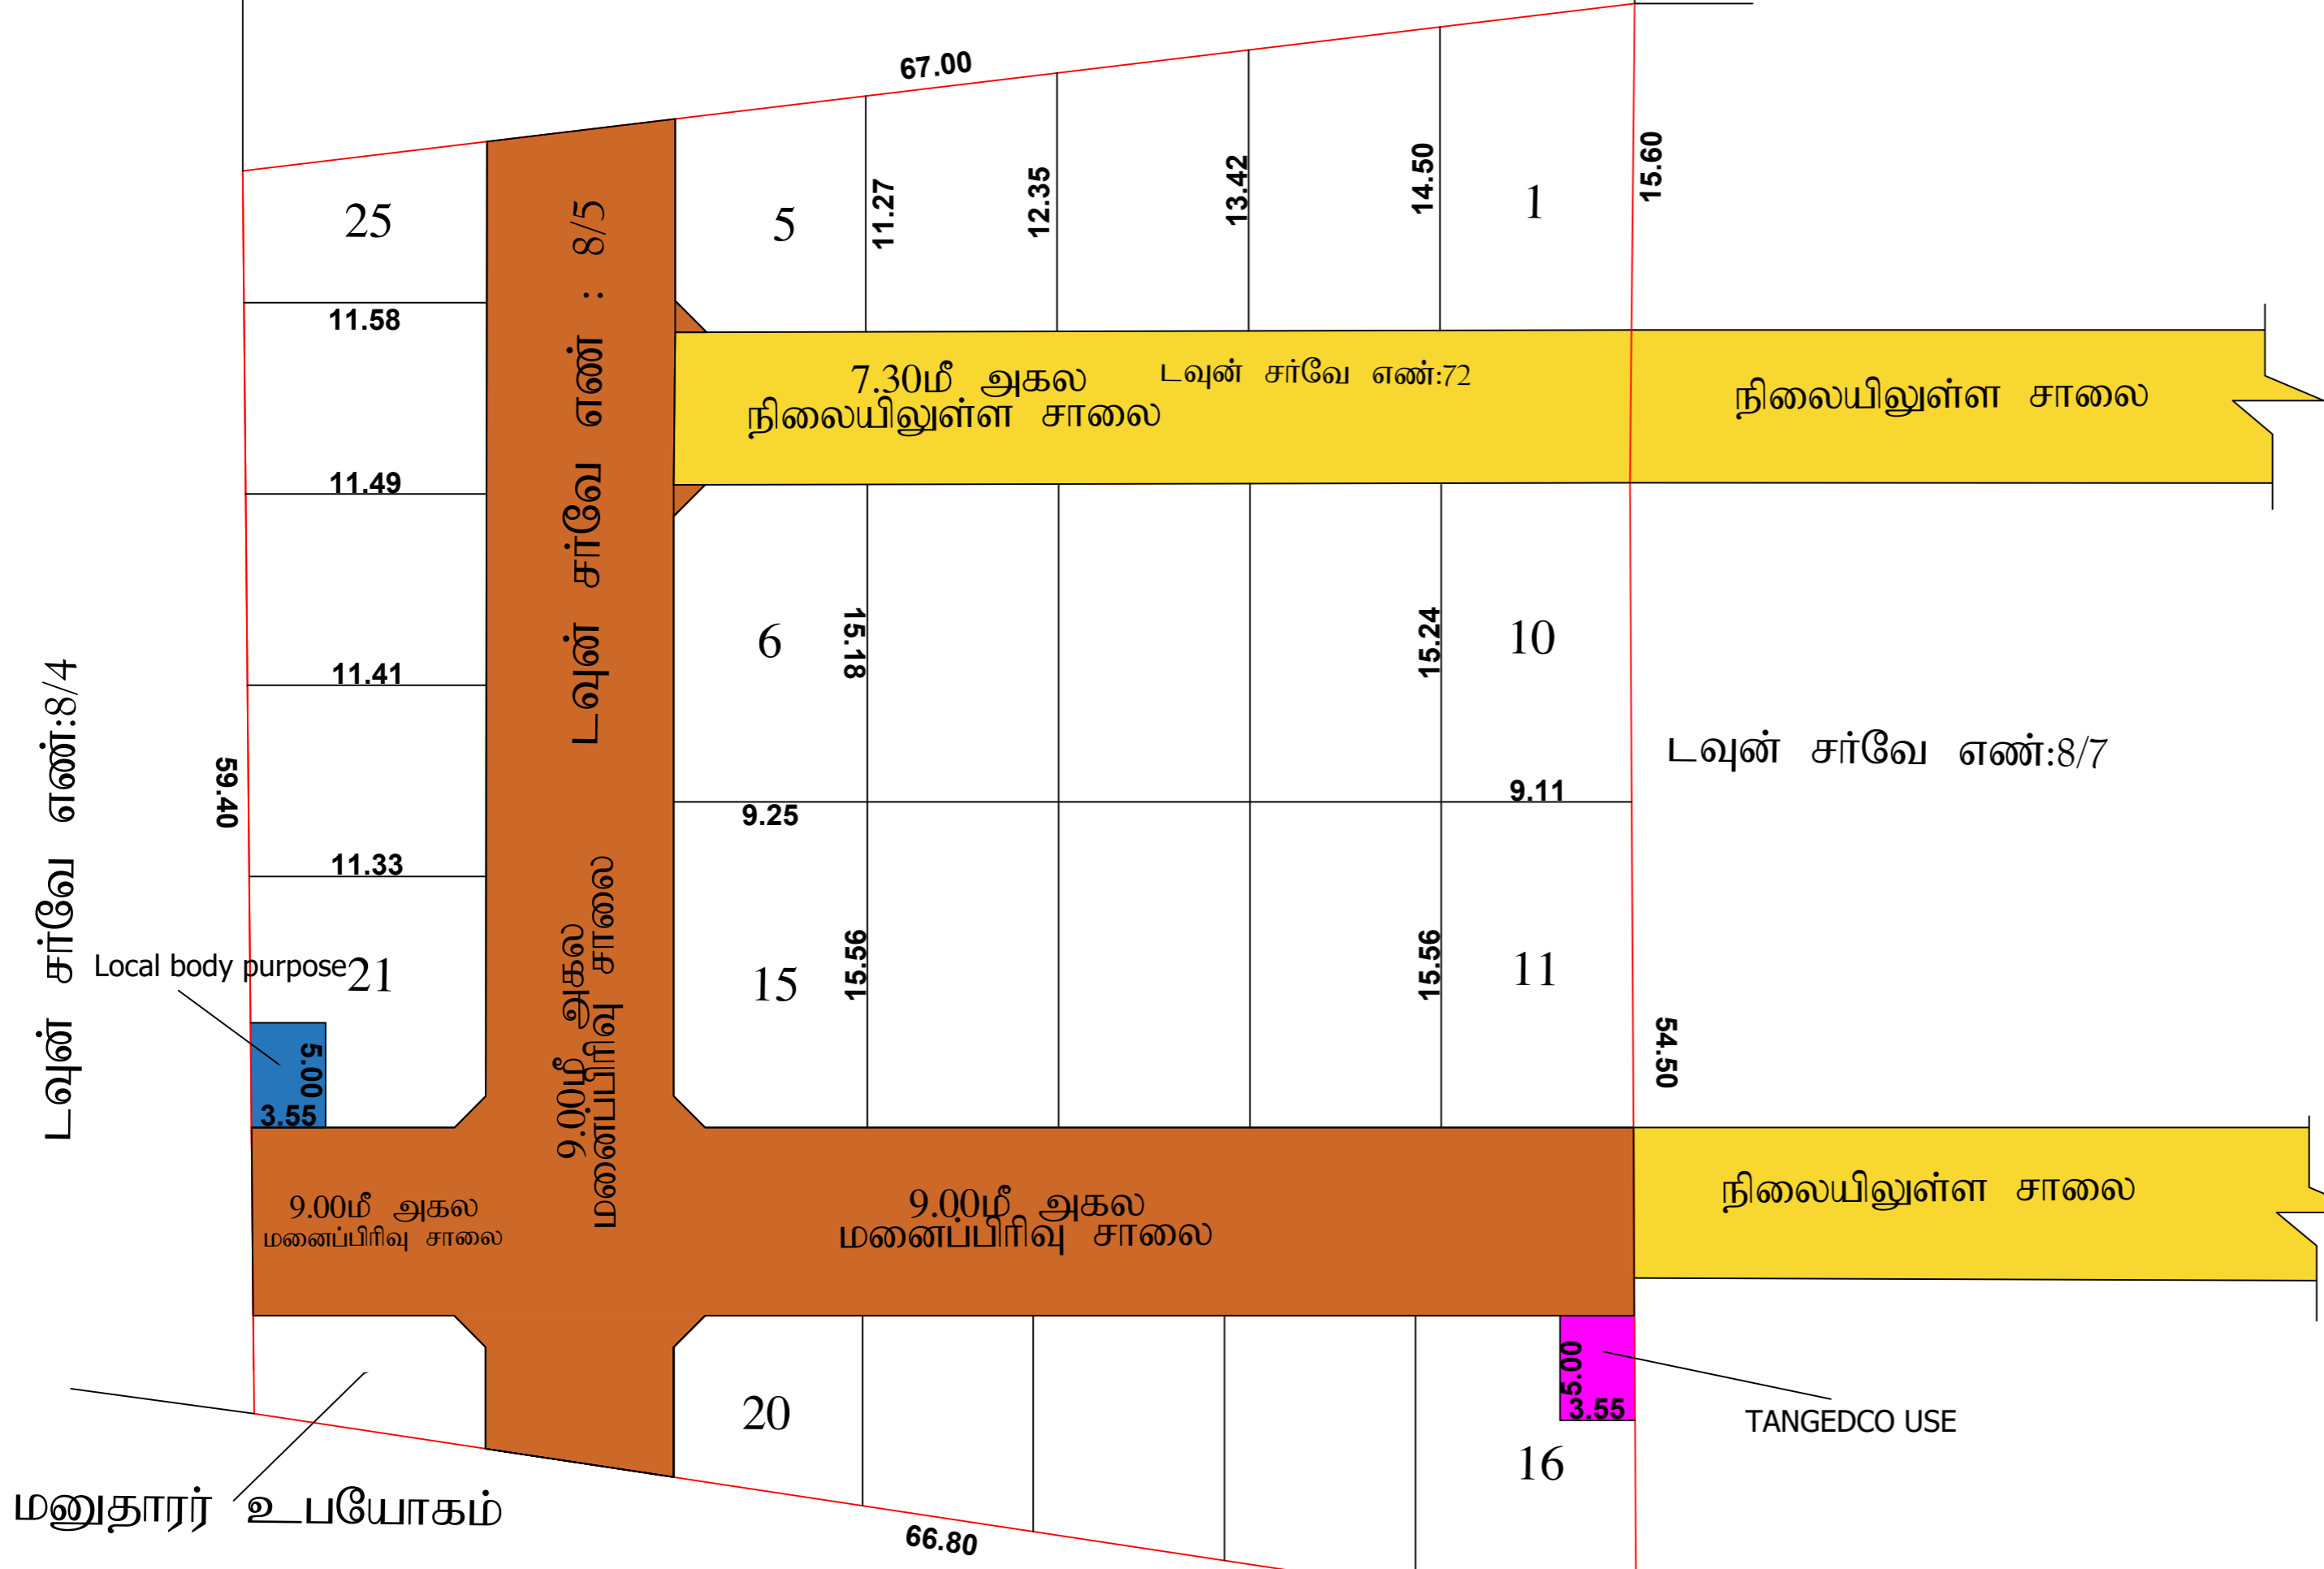 67.00
15.60
25
5
11.27
12.35
13.42
14.50
1
டவுன் சர்வே எண் : 8/5
11.58
7.30மீ அகல
நிலையிலுள்ள சாலை
டவுன் சர்வே எண்:72
நிலையிலுள்ள சாலை
11.49
6
15.18
15.24
10
11.41
டவுன் சர்வே எண்:8/4
59.40
டவுன் சர்வே எண்:8/7
9.25
9.11
11.33
9.00மீ அகல
மனைப்பிரிவு சாலை
Local body purpose
21
15
15.56
15.56
11
5.00
3.55
54.50
9.00மீ அகல
மனைப்பிரிவு சாலை
9.00மீ அகல
மனைப்பிரிவு சாலை
நிலையிலுள்ள சாலை
20
5.00
3.55
TANGEDCO USE
16
மனுதாரர் உபயோகம்
66.80